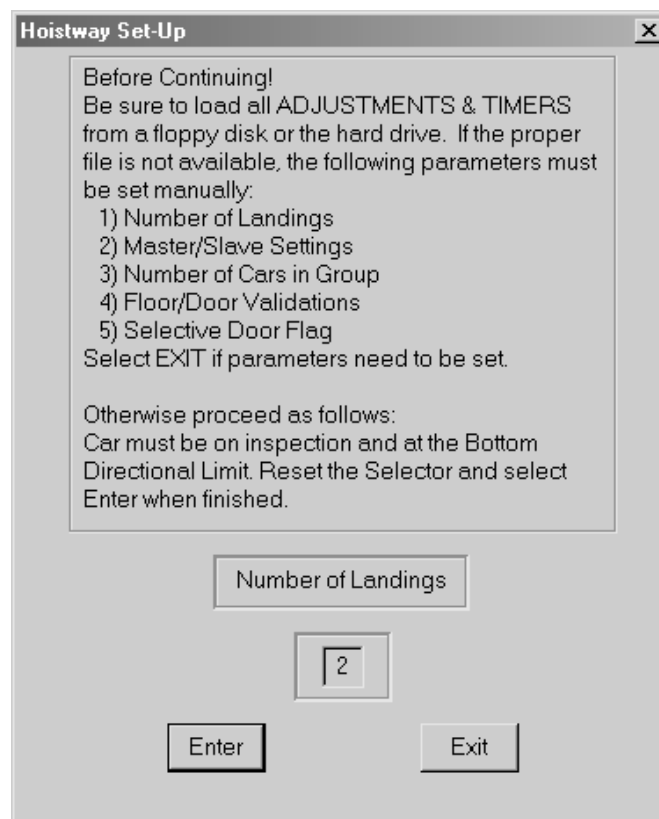 Hoistway Set-Up
Before Continuing!
Be sure to load all ADJUSTMENTS & TIMERS
from a floppy disk or the hard drive. If the proper
file is not available, the following parameters must
be set manually:
1) Number of Landings
2) Master/Slave Settings
3) Number of Cars in Group
4) Floor/Door Validations
5) Selective Door Flag
Select EXIT if parameters need to be set.
Otherwise proceed as follows:
Car must be on inspection and at the Bottom
Directional Limit. Reset the Selector and select
Enter when finished.
Number of Landings
2
Enter Exit